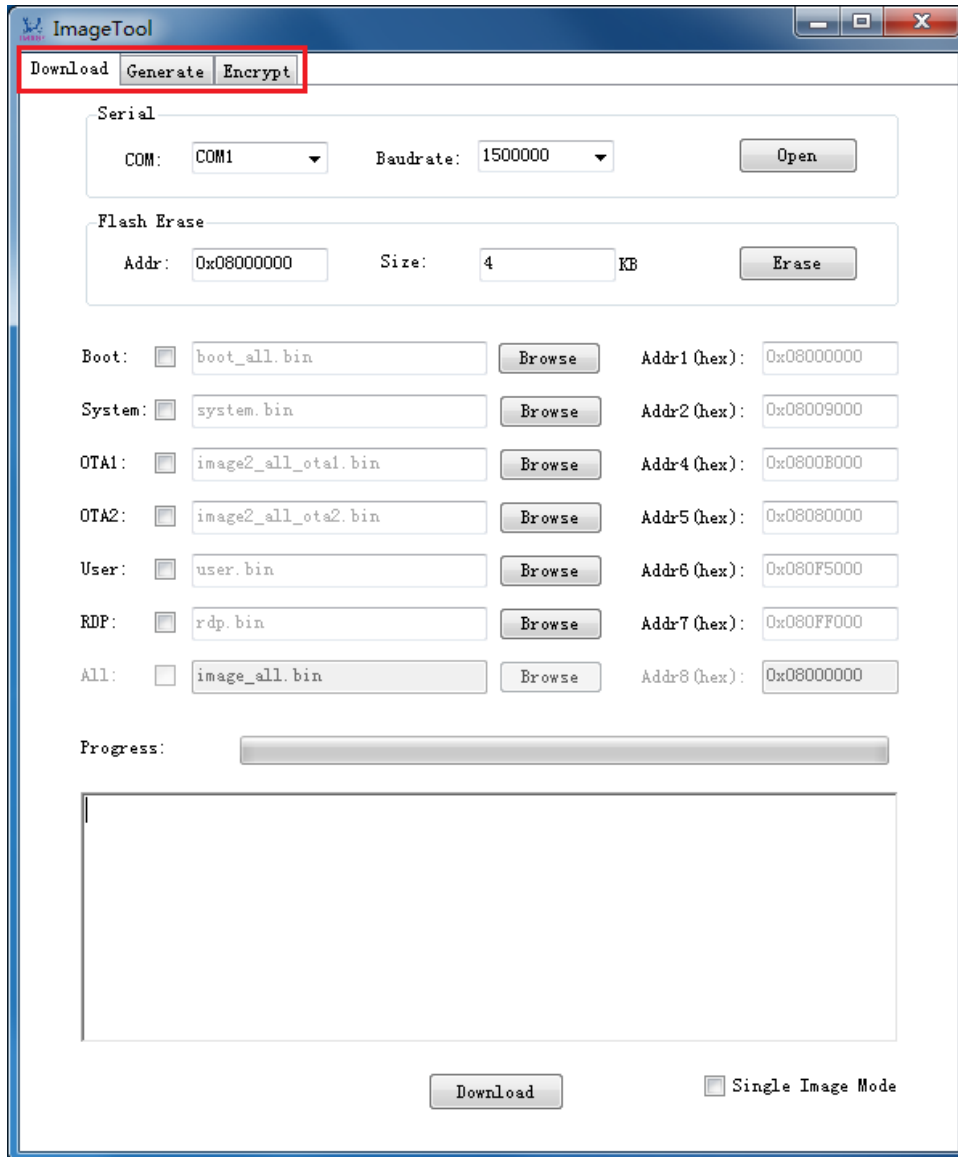 ImageTool
Download Generate Encrypt
Serial
COM: COM1 Baudrate: 1500000 Open
Flash Erase
Addr: 0x08000000 Size: 4 KB Erase
Boot: boot_all.bin Browse Addr1(hex): 0x08000000
System: system.bin Browse Addr2(hex): 0x08009000
OTA1: image2_all_ota1.bin Browse Addr4(hex): 0x0800B000
OTA2: image2_all_ota2.bin Browse Addr5(hex): 0x08080000
User: user.bin Browse Addr6(hex): 0x080F5000
RDP: rdp.bin Browse Addr7(hex): 0x080FF000
All: image_all.bin Browse Addr8(hex): 0x08000000
Progress:
Download Single Image Mode